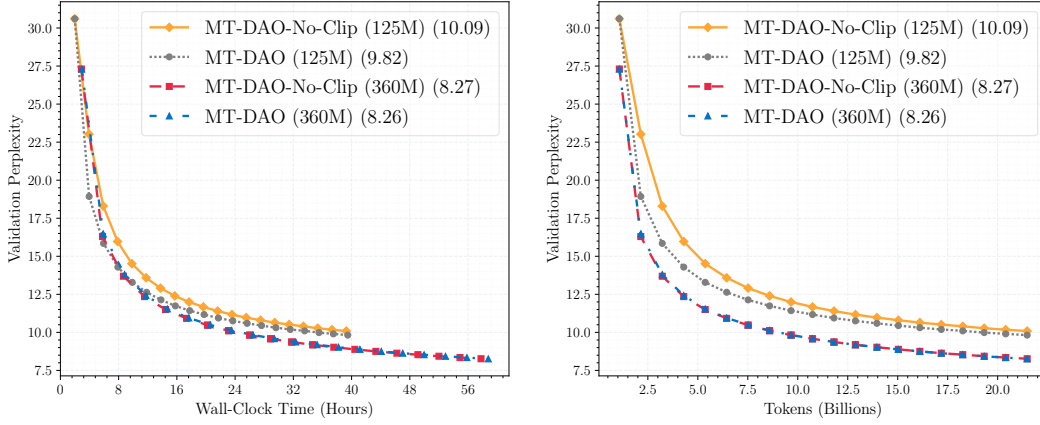 30.0
27.5
25.0
22.5
20.0
17.5
15.0
12.5
10.0
7.5
Validation Perplexity
MT-DAO-No-Clip (125M) (10.09)
MT-DAO (125M) (9.82)
MT-DAO-No-Clip (360M) (8.27)
MT-DAO (360M) (8.26)
0 8 16 24 32 40 48 56
Wall-Clock Time (Hours)
30.0
27.5
25.0
22.5
20.0
17.5
15.0
12.5
10.0
7.5
Validation Perplexity
MT-DAO-No-Clip (125M) (10.09)
MT-DAO (125M) (9.82)
MT-DAO-No-Clip (360M) (8.27)
MT-DAO (360M) (8.26)
2.5 5.0 7.5 10.0 12.5 15.0 17.5 20.0
Tokens (Billions)